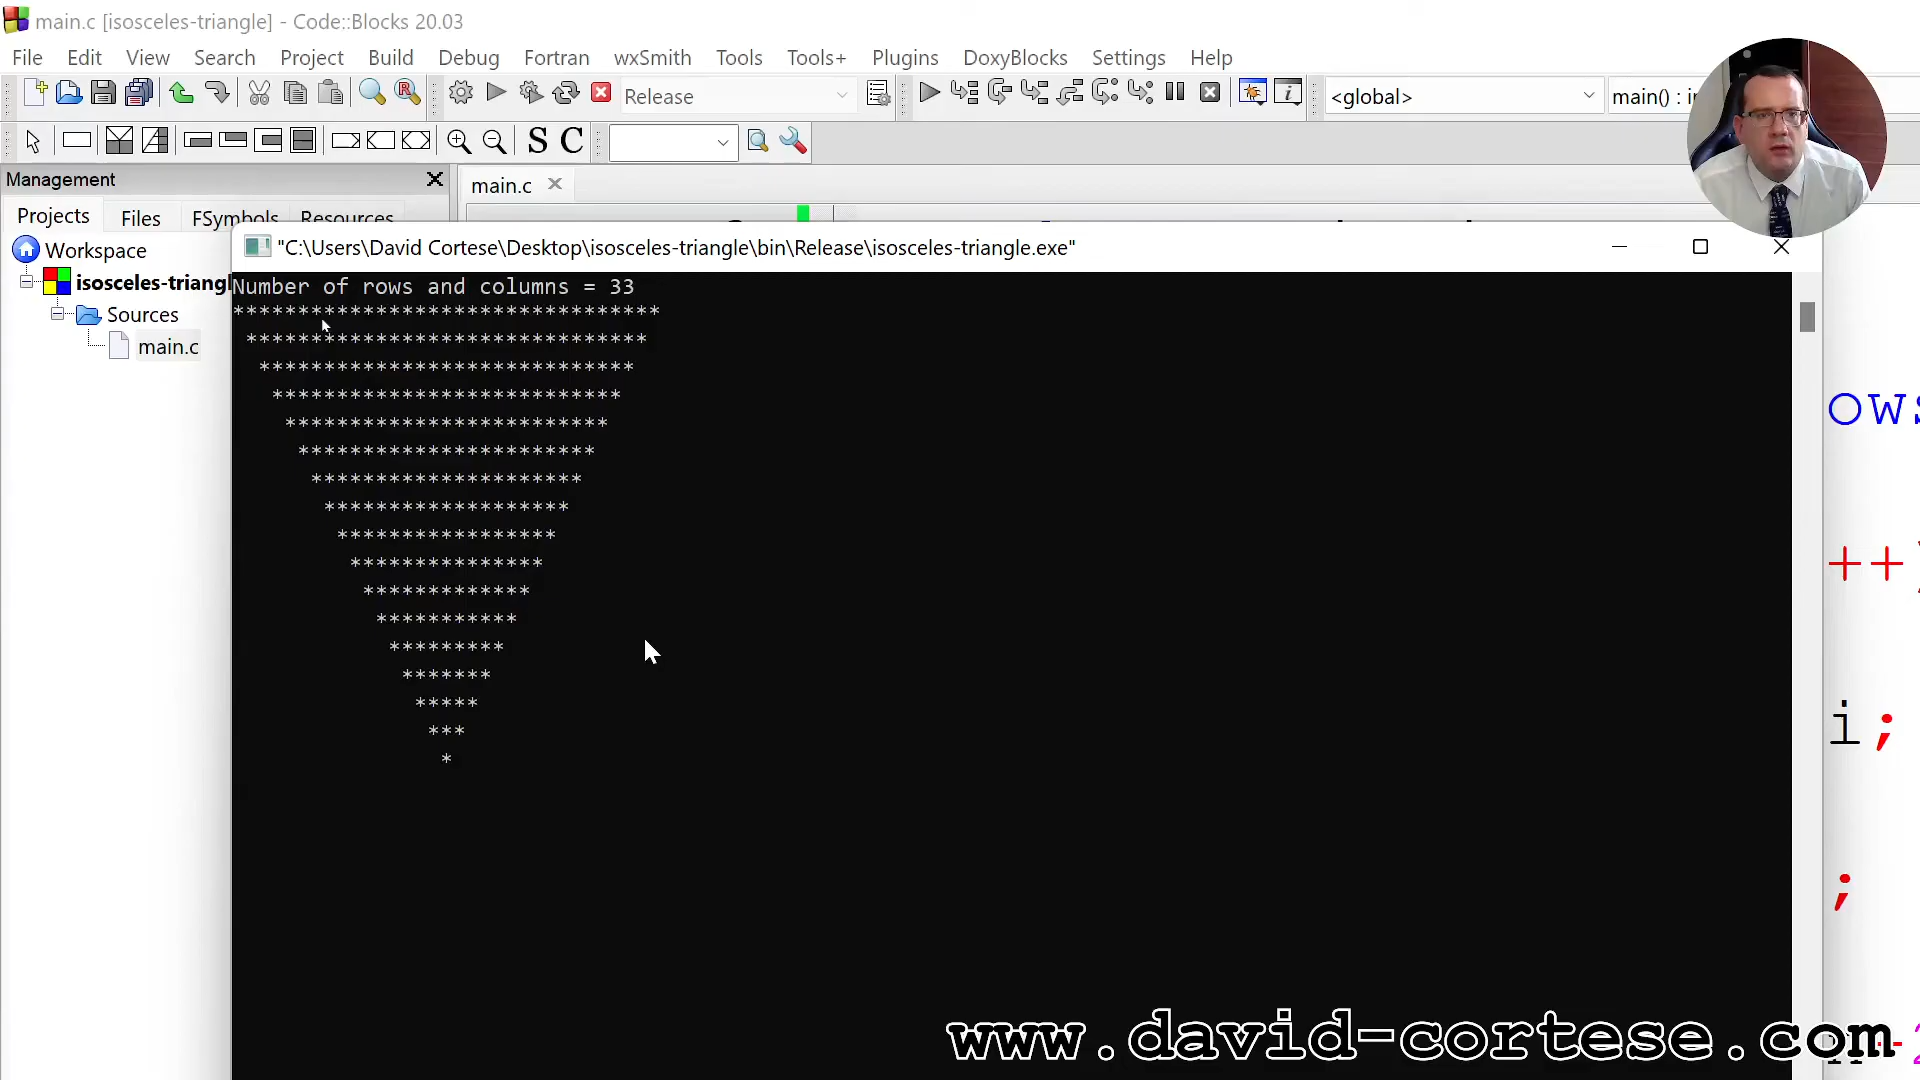 main.c [isosceles-triangle] - Code::Blocks 20.03
File Edit View Search Project Build Debug Fortran wxSmith Tools Tools+ Plugins DoxyBlocks Settings Help
Release
<global>
main() : i
S C
Management
main.c
Projects Files FSymbols Resources
Workspace
"C:\Users\David Cortese\Desktop\isosceles-triangle\bin\Release\isosceles-triangle.exe"
isosceles-triangl
Sources
main.c
Number of rows and columns = 33
*********************************
 *******************************
  *****************************
   ***************************
    *************************
     ***********************
      *********************
       *******************
        *****************
         ***************
          *************
           ***********
            *********
             *******
              *****
               ***
                *
ows
++)
i;
;
www.david-cortese.com